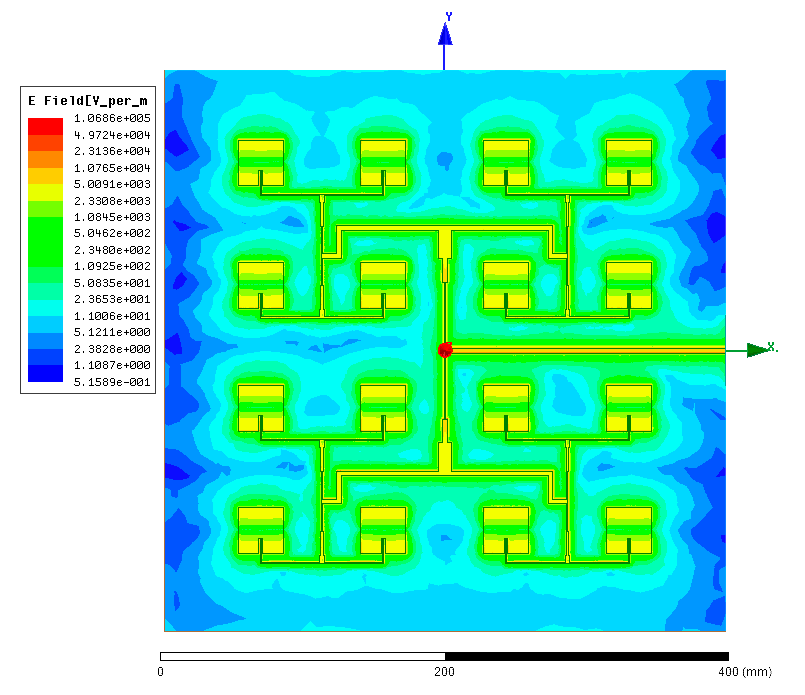 Y
E Field[V_per_m
1.0686e+005
4.9724e+004
2.3136e+004
1.0765e+004
5.0091e+003
2.3308e+003
1.0845e+003
5.0462e+002
2.3480e+002
1.0925e+002
5.0835e+001
2.3653e+001
1.1006e+001
5.1211e+000
2.3828e+000
1.1087e+000
5.1589e-001
X.
0 200 400 (mm)